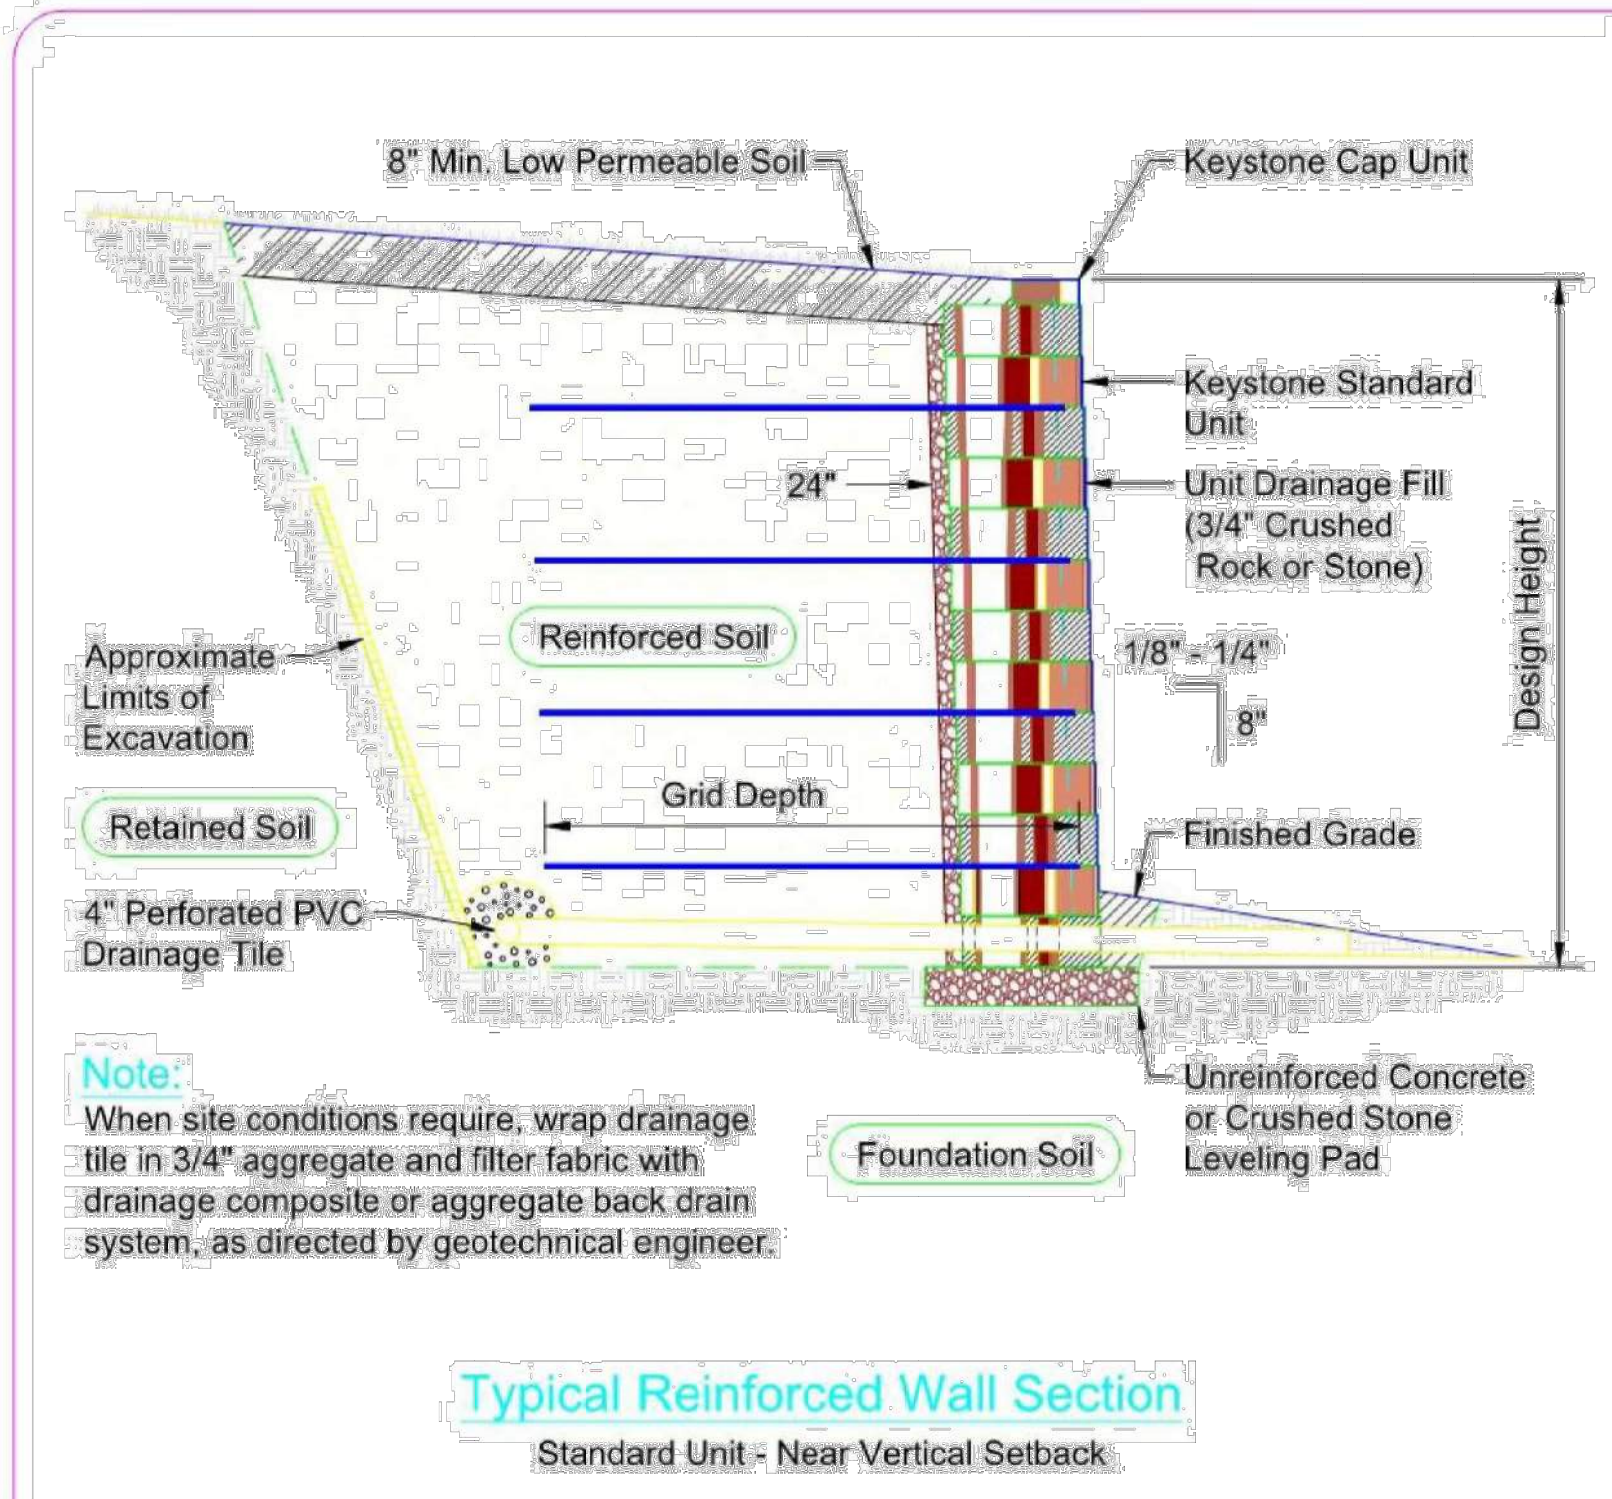 8" Min. Low Permeable Soil
Keystone Cap Unit
Keystone Standard
Unit
24"
Unit Drainage Fill
(3/4" Crushed
Rock or Stone)
Design Height
Reinforced Soil
1/8" - 1/4"
8"
Approximate
Limits of
Excavation
Grid Depth
Retained Soil
Finished Grade
4" Perforated PVC
Drainage Tile
Note:
When site conditions require, wrap drainage
tile in 3/4" aggregate and filter fabric with
drainage composite or aggregate back drain
system, as directed by geotechnical engineer.
Unreinforced Concrete
or Crushed Stone
Leveling Pad
Foundation Soil
Typical Reinforced Wall Section
Standard Unit - Near Vertical Setback